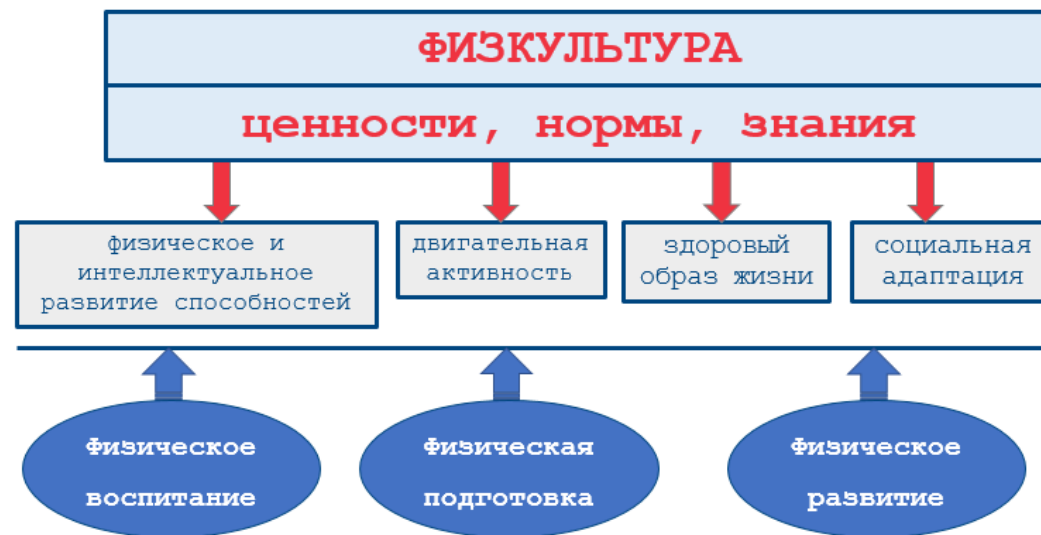 ФИЗКУЛЬТУРА
ценности, нормы, знания
физическое и
интеллектуальное
развитие способностей
двигательная
активность
здоровый
образ жизни
социальная
адаптация
Физическое
воспитание
Физическая
подготовка
Физическое
развитие